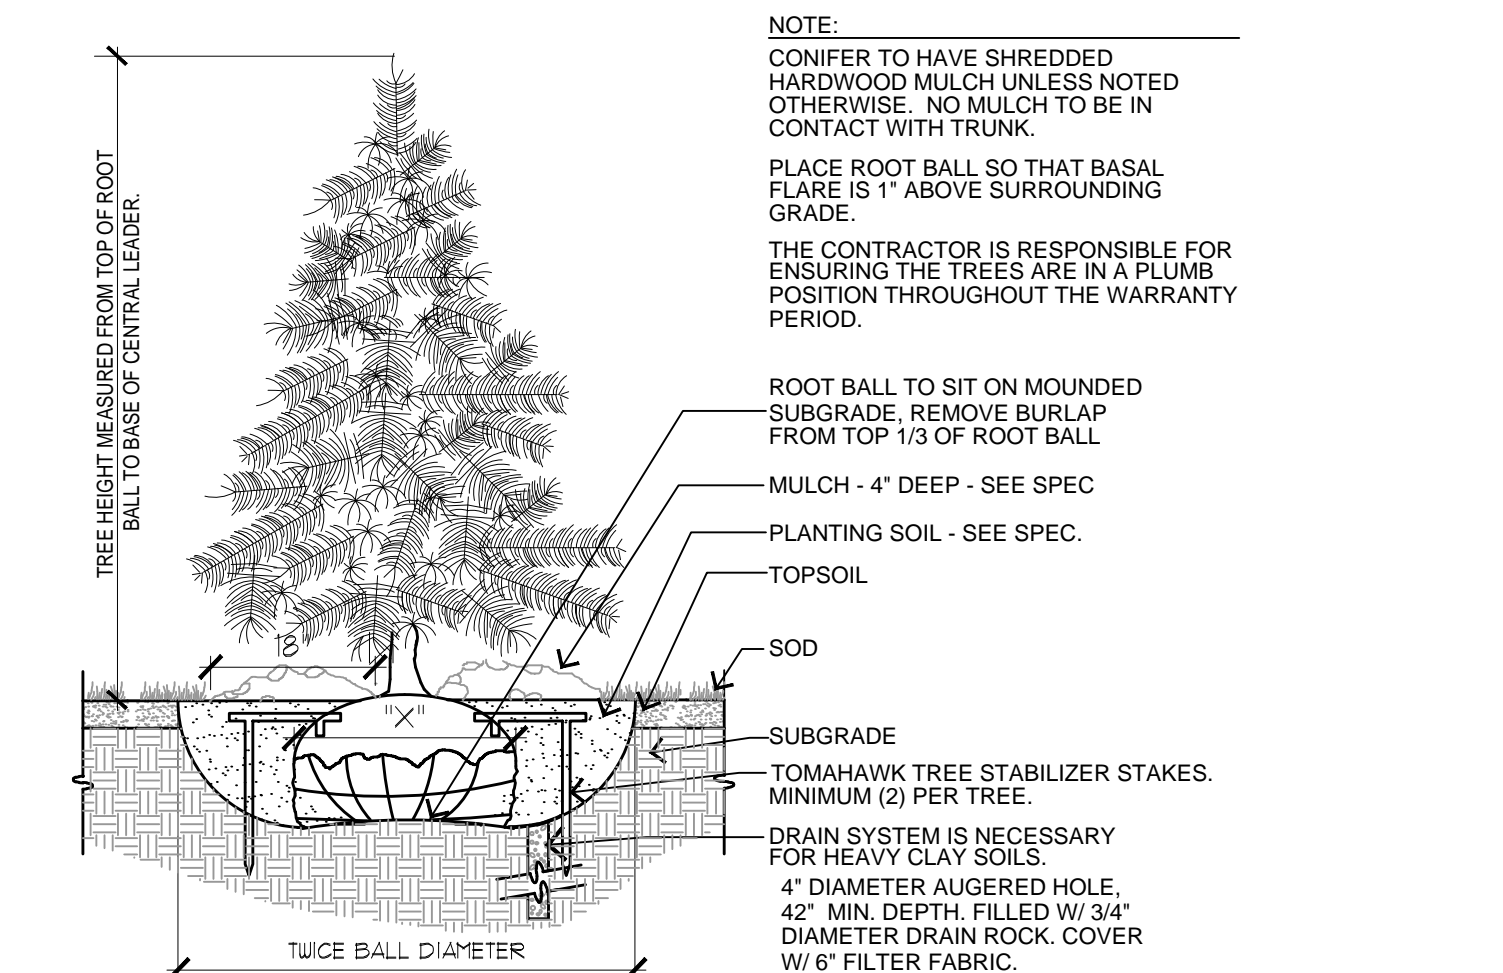 NOTE:
CONIFER TO HAVE SHREDDED
HARDWOOD MULCH UNLESS NOTED
OTHERWISE.  NO MULCH TO BE IN
CONTACT WITH TRUNK.
PLACE ROOT BALL SO THAT BASAL
FLARE IS 1" ABOVE SURROUNDING
GRADE.
THE CONTRACTOR IS RESPONSIBLE FOR
ENSURING THE TREES ARE IN A PLUMB
POSITION THROUGHOUT THE WARRANTY
PERIOD.
ROOT BALL TO SIT ON MOUNDED
SUBGRADE, REMOVE BURLAP
FROM TOP 1/3 OF ROOT BALL
MULCH - 4" DEEP - SEE SPEC
PLANTING SOIL - SEE SPEC.
TOPSOIL
SOD
SUBGRADE
TOMAHAWK TREE STABILIZER STAKES.
MINIMUM (2) PER TREE.
DRAIN SYSTEM IS NECESSARY
FOR HEAVY CLAY SOILS.
4" DIAMETER AUGERED HOLE,
42"  MIN. DEPTH. FILLED W/ 3/4"
DIAMETER DRAIN ROCK. COVER
W/ 6" FILTER FABRIC.
TREE HEIGHT MEASURED FROM TOP OF ROOT
BALL TO BASE OF CENTRAL LEADER.
18
"X"
TWICE BALL DIAMETER